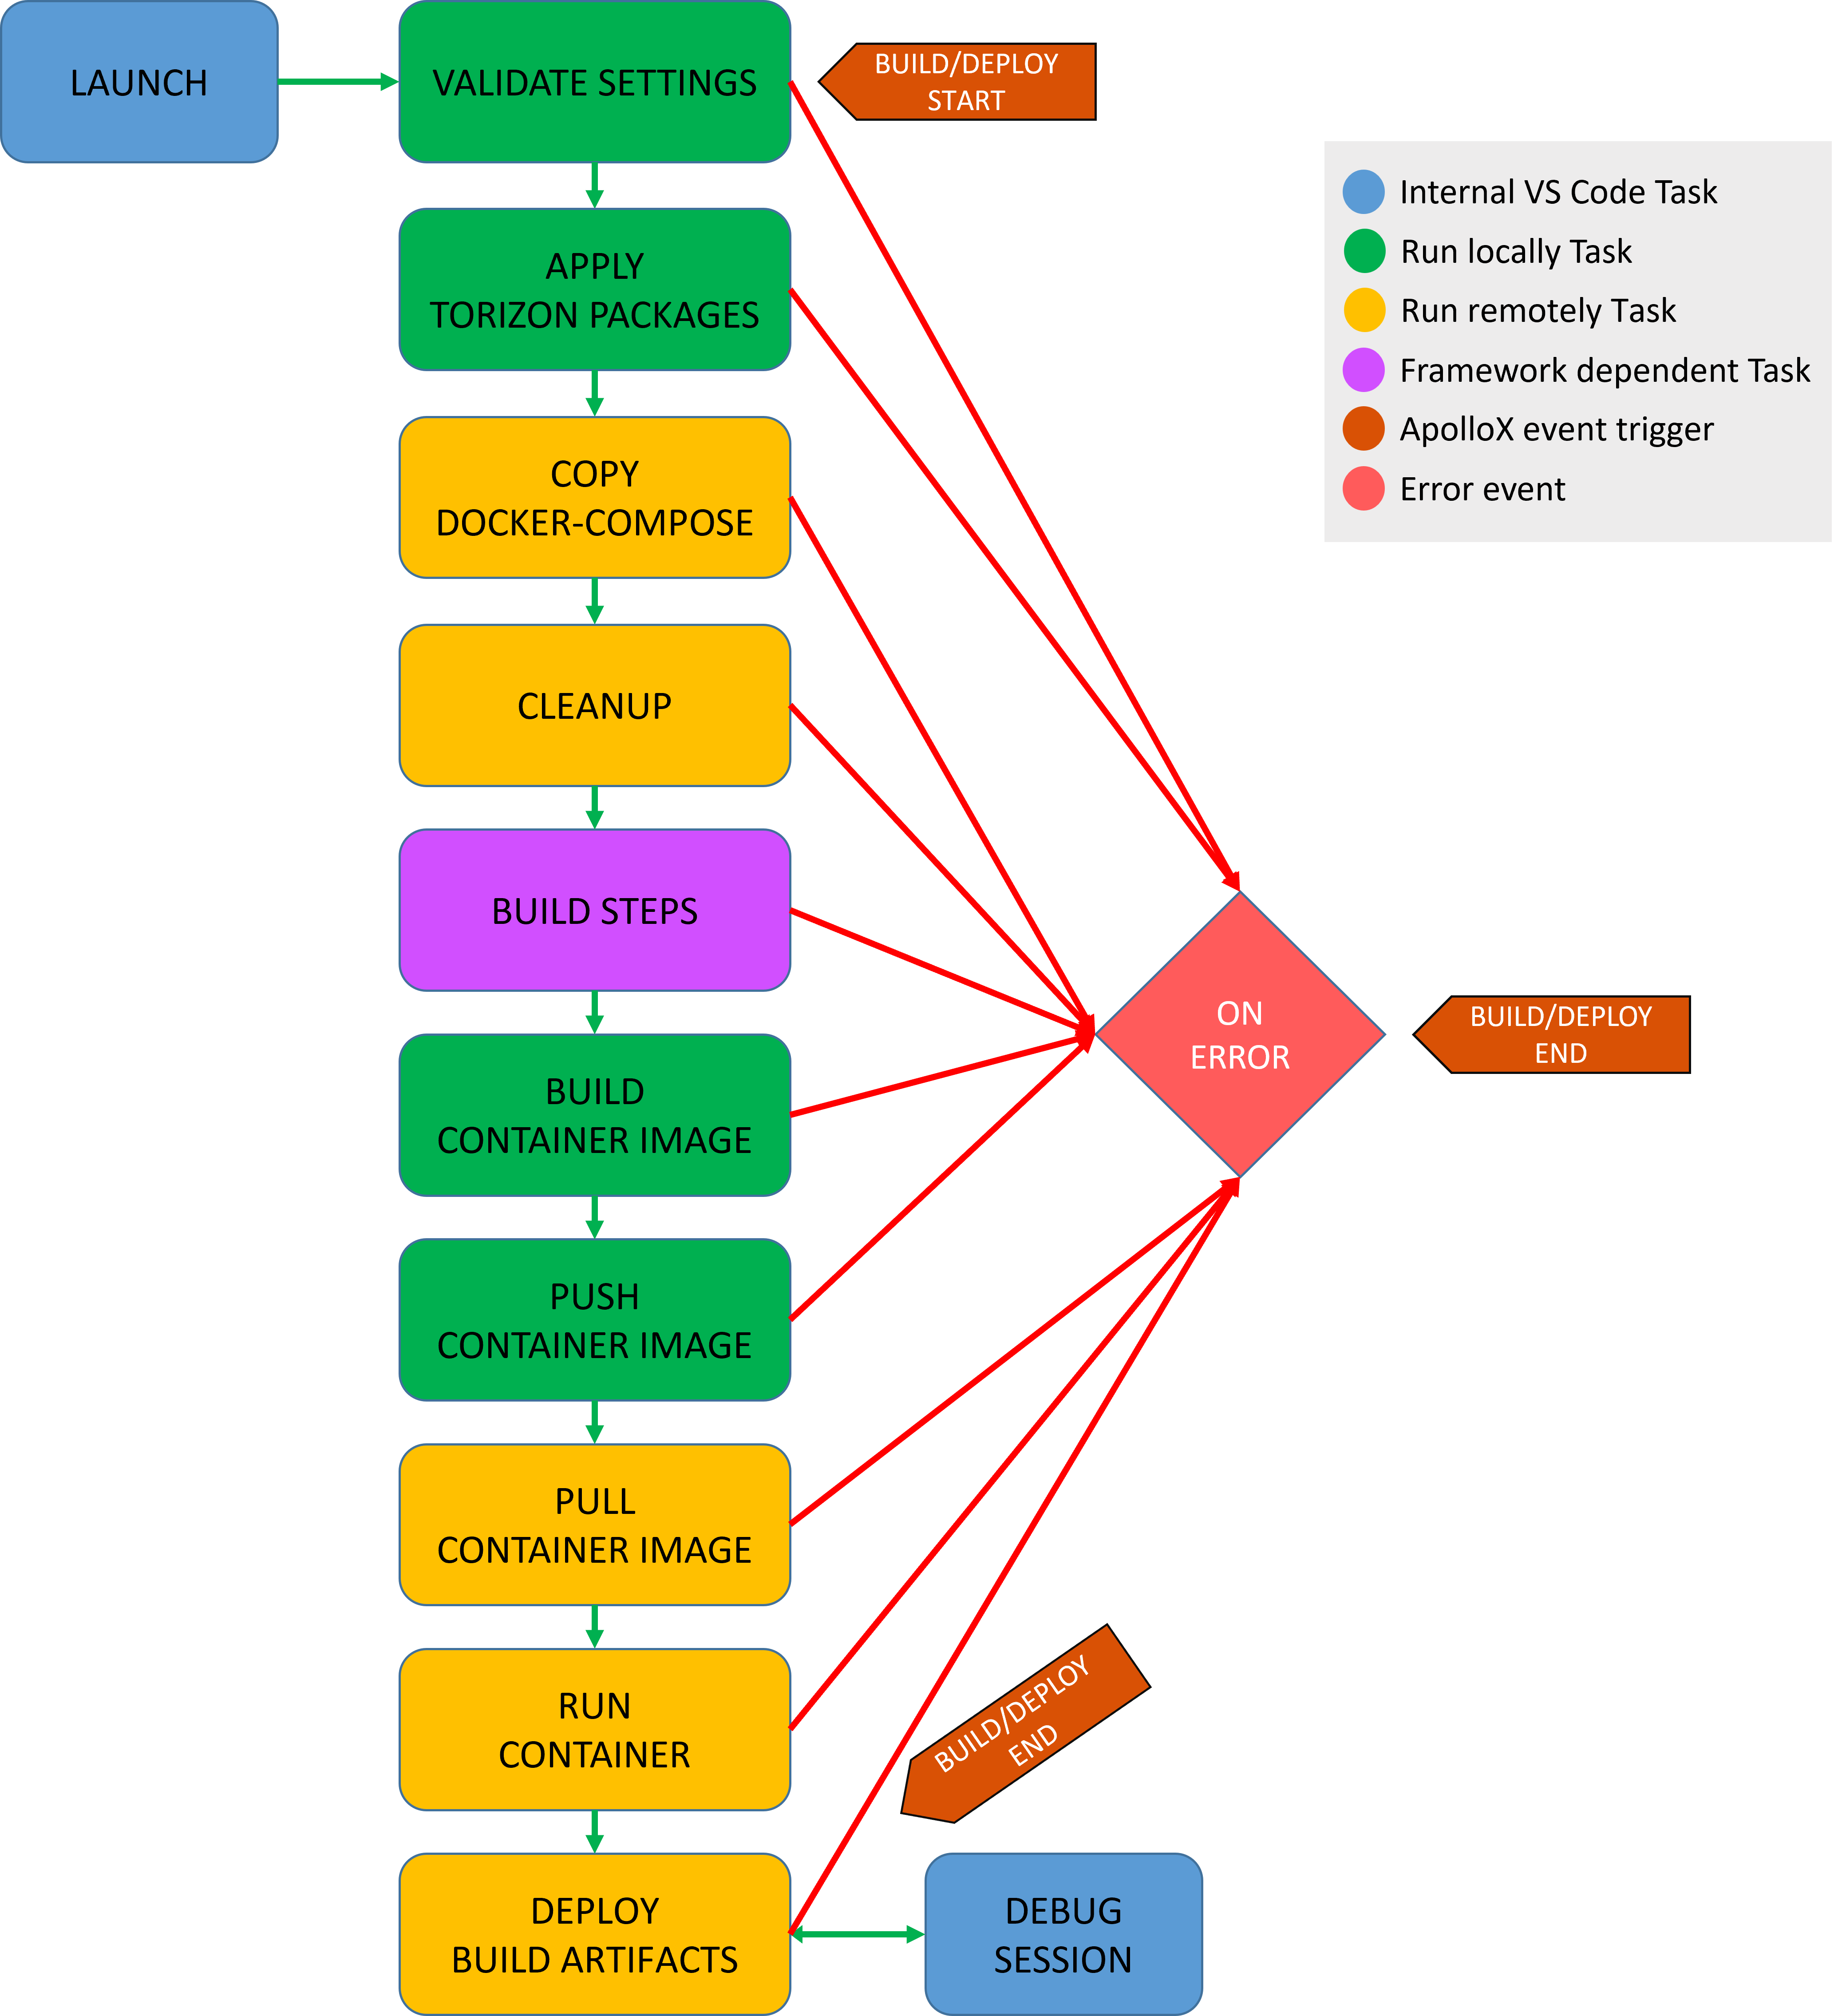 LAUNCH
VALIDATE SETTINGS
BUILD/DEPLOY
START
Internal VS Code Task
Run locally Task
Run remotely Task
Framework dependent Task
ApolloX event trigger
Error event
APPLY
TORIZON PACKAGES
COPY
DOCKER-COMPOSE
CLEANUP
BUILD STEPS
ON
ERROR
BUILD/DEPLOY
END
BUILD
CONTAINER IMAGE
PUSH
CONTAINER IMAGE
PULL
CONTAINER IMAGE
RUN
CONTAINER
BUILD/DEPLOY
END
DEPLOY
BUILD ARTIFACTS
DEBUG
SESSION